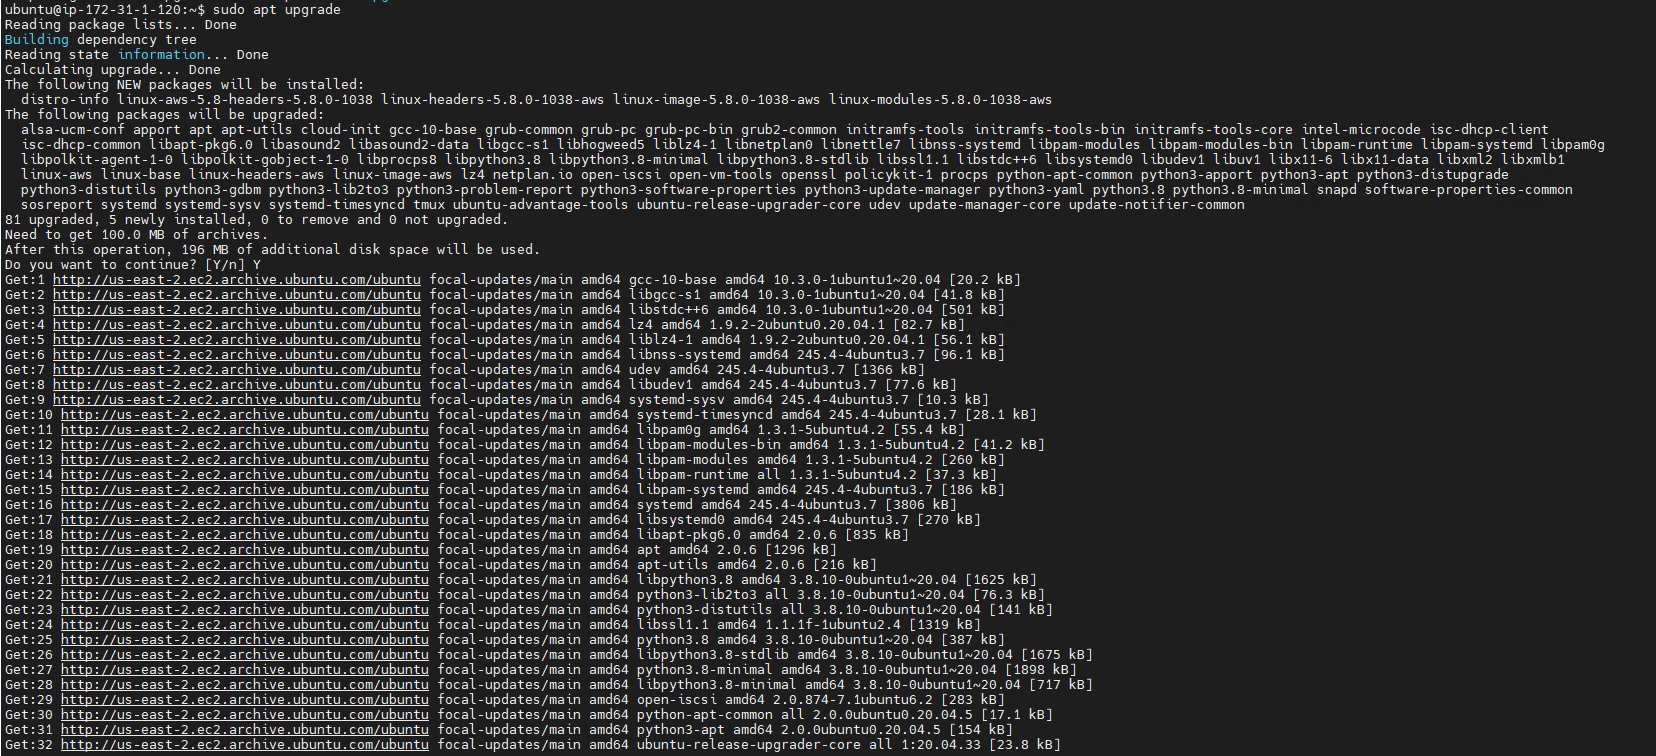 ubuntu@ip-172-31-1-120:~$ sudo apt upgrade
Reading package lists... Done
Building dependency tree
Reading state information... Done
Calculating upgrade... Done
The following NEW packages will be installed:
  distro-info linux-aws-5.8-headers-5.8.0-1038 linux-headers-5.8.0-1038-aws linux-image-5.8.0-1038-aws linux-modules-5.8.0-1038-aws
The following packages will be upgraded:
  alsa-ucm-conf apport apt apt-utils cloud-init gcc-10-base grub-common grub-pc grub-pc-bin grub2-common initramfs-tools initramfs-tools-bin initramfs-tools-core intel-microcode isc-dhcp-client
  isc-dhcp-common libapt-pkg6.0 libasound2 libasound2-data libgcc-s1 libhogweed5 liblz4-1 libnetplan0 libnettle7 libnss-systemd libpam-modules libpam-modules-bin libpam-runtime libpam-systemd libpam0g
  libpolkit-agent-1-0 libpolkit-gobject-1-0 libprocps8 libpython3.8 libpython3.8-minimal libpython3.8-stdlib libssl1.1 libstdc++6 libsystemd0 libudev1 libuv1 libx11-6 libx11-data libxml2 libxmlb1
  linux-aws linux-base linux-headers-aws linux-image-aws lz4 netplan.io open-iscsi open-vm-tools openssl policykit-1 procps python-apt-common python3-apport python3-apt python3-distupgrade
  python3-distutils python3-gdbm python3-lib2to3 python3-problem-report python3-software-properties python3-update-manager python3-yaml python3.8 python3.8-minimal snapd software-properties-common
  sosreport systemd systemd-sysv systemd-timesyncd tmux ubuntu-advantage-tools ubuntu-release-upgrader-core udev update-manager-core update-notifier-common
81 upgraded, 5 newly installed, 0 to remove and 0 not upgraded.
Need to get 100.0 MB of archives.
After this operation, 196 MB of additional disk space will be used.
Do you want to continue? [Y/n] Y
Get:1 http://us-east-2.ec2.archive.ubuntu.com/ubuntu focal-updates/main amd64 gcc-10-base amd64 10.3.0-1ubuntu1~20.04 [20.2 kB]
Get:2 http://us-east-2.ec2.archive.ubuntu.com/ubuntu focal-updates/main amd64 libgcc-s1 amd64 10.3.0-1ubuntu1~20.04 [41.8 kB]
Get:3 http://us-east-2.ec2.archive.ubuntu.com/ubuntu focal-updates/main amd64 libstdc++6 amd64 10.3.0-1ubuntu1~20.04 [501 kB]
Get:4 http://us-east-2.ec2.archive.ubuntu.com/ubuntu focal-updates/main amd64 lz4 amd64 1.9.2-2ubuntu0.20.04.1 [82.7 kB]
Get:5 http://us-east-2.ec2.archive.ubuntu.com/ubuntu focal-updates/main amd64 liblz4-1 amd64 1.9.2-2ubuntu0.20.04.1 [56.1 kB]
Get:6 http://us-east-2.ec2.archive.ubuntu.com/ubuntu focal-updates/main amd64 libnss-systemd amd64 245.4-4ubuntu3.7 [96.1 kB]
Get:7 http://us-east-2.ec2.archive.ubuntu.com/ubuntu focal-updates/main amd64 udev amd64 245.4-4ubuntu3.7 [1366 kB]
Get:8 http://us-east-2.ec2.archive.ubuntu.com/ubuntu focal-updates/main amd64 libudev1 amd64 245.4-4ubuntu3.7 [77.6 kB]
Get:9 http://us-east-2.ec2.archive.ubuntu.com/ubuntu focal-updates/main amd64 systemd-sysv amd64 245.4-4ubuntu3.7 [10.3 kB]
Get:10 http://us-east-2.ec2.archive.ubuntu.com/ubuntu focal-updates/main amd64 systemd-timesyncd amd64 245.4-4ubuntu3.7 [28.1 kB]
Get:11 http://us-east-2.ec2.archive.ubuntu.com/ubuntu focal-updates/main amd64 libpam0g amd64 1.3.1-5ubuntu4.2 [55.4 kB]
Get:12 http://us-east-2.ec2.archive.ubuntu.com/ubuntu focal-updates/main amd64 libpam-modules-bin amd64 1.3.1-5ubuntu4.2 [41.2 kB]
Get:13 http://us-east-2.ec2.archive.ubuntu.com/ubuntu focal-updates/main amd64 libpam-modules amd64 1.3.1-5ubuntu4.2 [260 kB]
Get:14 http://us-east-2.ec2.archive.ubuntu.com/ubuntu focal-updates/main amd64 libpam-runtime all 1.3.1-5ubuntu4.2 [37.3 kB]
Get:15 http://us-east-2.ec2.archive.ubuntu.com/ubuntu focal-updates/main amd64 libpam-systemd amd64 245.4-4ubuntu3.7 [186 kB]
Get:16 http://us-east-2.ec2.archive.ubuntu.com/ubuntu focal-updates/main amd64 systemd amd64 245.4-4ubuntu3.7 [3806 kB]
Get:17 http://us-east-2.ec2.archive.ubuntu.com/ubuntu focal-updates/main amd64 libsystemd0 amd64 245.4-4ubuntu3.7 [270 kB]
Get:18 http://us-east-2.ec2.archive.ubuntu.com/ubuntu focal-updates/main amd64 libapt-pkg6.0 amd64 2.0.6 [835 kB]
Get:19 http://us-east-2.ec2.archive.ubuntu.com/ubuntu focal-updates/main amd64 apt amd64 2.0.6 [1296 kB]
Get:20 http://us-east-2.ec2.archive.ubuntu.com/ubuntu focal-updates/main amd64 apt-utils amd64 2.0.6 [216 kB]
Get:21 http://us-east-2.ec2.archive.ubuntu.com/ubuntu focal-updates/main amd64 libpython3.8 amd64 3.8.10-0ubuntu1~20.04 [1625 kB]
Get:22 http://us-east-2.ec2.archive.ubuntu.com/ubuntu focal-updates/main amd64 python3-lib2to3 all 3.8.10-0ubuntu1~20.04 [76.3 kB]
Get:23 http://us-east-2.ec2.archive.ubuntu.com/ubuntu focal-updates/main amd64 python3-distutils all 3.8.10-0ubuntu1~20.04 [141 kB]
Get:24 http://us-east-2.ec2.archive.ubuntu.com/ubuntu focal-updates/main amd64 libssl1.1 amd64 1.1.1f-1ubuntu2.4 [1319 kB]
Get:25 http://us-east-2.ec2.archive.ubuntu.com/ubuntu focal-updates/main amd64 python3.8 amd64 3.8.10-0ubuntu1~20.04 [387 kB]
Get:26 http://us-east-2.ec2.archive.ubuntu.com/ubuntu focal-updates/main amd64 libpython3.8-stdlib amd64 3.8.10-0ubuntu1~20.04 [1675 kB]
Get:27 http://us-east-2.ec2.archive.ubuntu.com/ubuntu focal-updates/main amd64 python3.8-minimal amd64 3.8.10-0ubuntu1~20.04 [1898 kB]
Get:28 http://us-east-2.ec2.archive.ubuntu.com/ubuntu focal-updates/main amd64 libpython3.8-minimal amd64 3.8.10-0ubuntu1~20.04 [717 kB]
Get:29 http://us-east-2.ec2.archive.ubuntu.com/ubuntu focal-updates/main amd64 open-iscsi amd64 2.0.874-7.1ubuntu6.2 [283 kB]
Get:30 http://us-east-2.ec2.archive.ubuntu.com/ubuntu focal-updates/main amd64 python-apt-common all 2.0.0ubuntu0.20.04.5 [17.1 kB]
Get:31 http://us-east-2.ec2.archive.ubuntu.com/ubuntu focal-updates/main amd64 python3-apt amd64 2.0.0ubuntu0.20.04.5 [154 kB]
Get:32 http://us-east-2.ec2.archive.ubuntu.com/ubuntu focal-updates/main amd64 ubuntu-release-upgrader-core all 1:20.04.33 [23.8 kB]